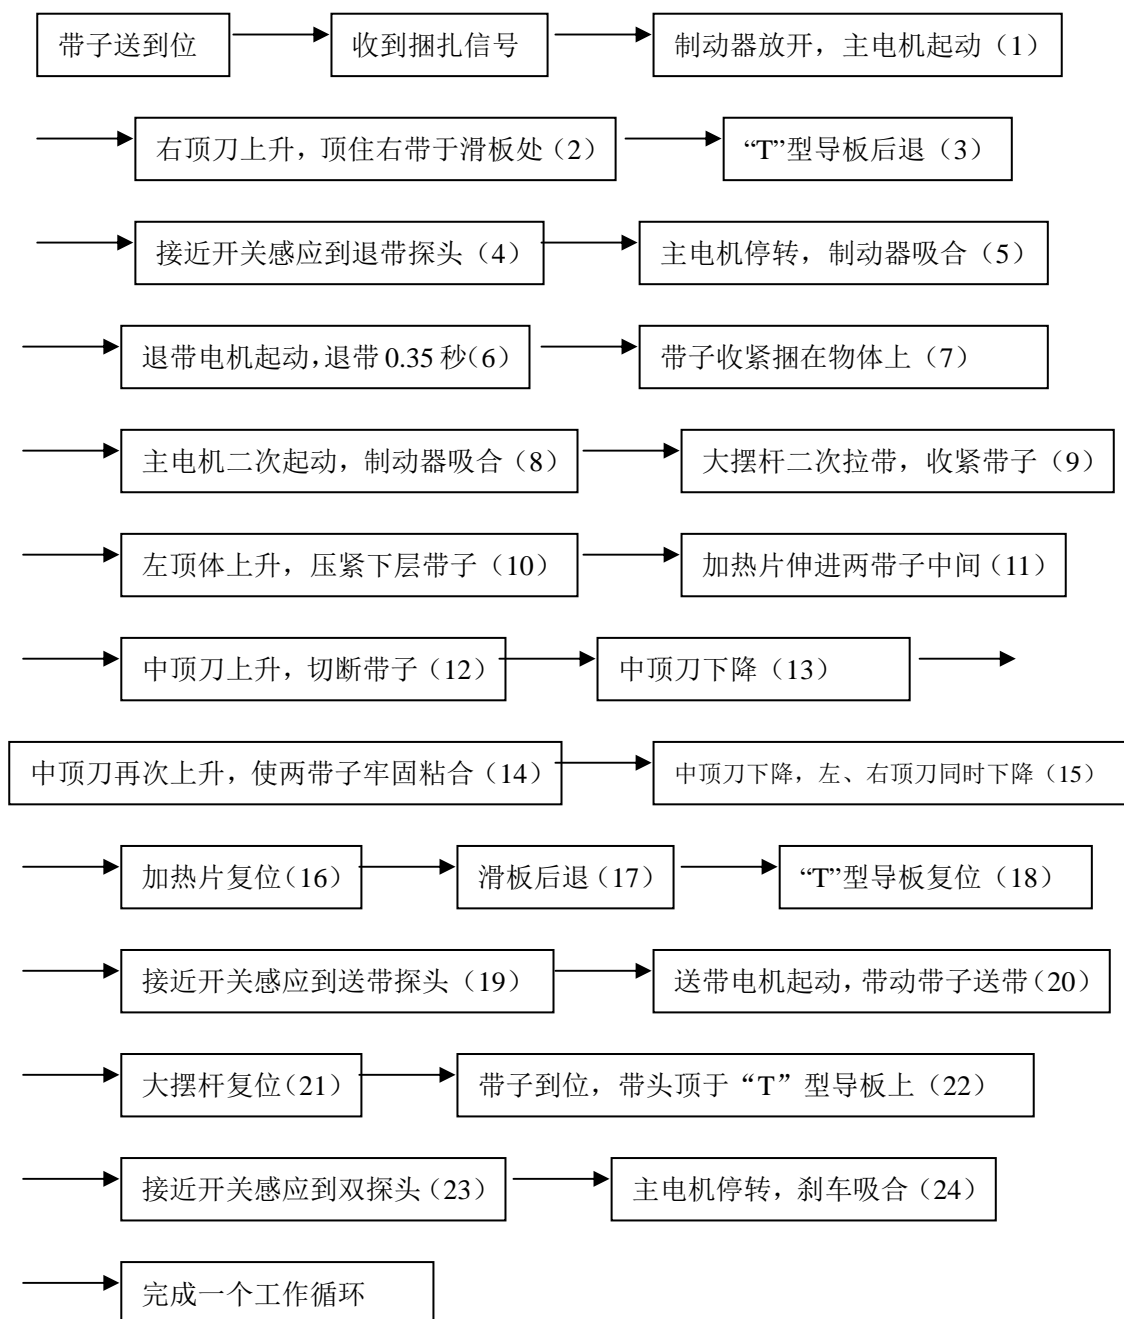 带子送到位 收到捆扎信号 制动器放开，主电机起动（1）
右顶刀上升，顶住右带于滑板处（2） “T”型导板后退（3）
接近开关感应到退带探头（4） 主电机停转，制动器吸合（5）
退带电机起动，退带 0.35 秒（6） 带子收紧捆在物体上（7）
主电机二次起动，制动器吸合（8） 大摆杆二次拉带，收紧带子（9）
左顶体上升，压紧下层带子（10） 加热片伸进两带子中间（11）
中顶刀上升，切断带子（12） 中顶刀下降（13）
中顶刀再次上升，使两带子牢固粘合（14） 中顶刀下降，左、右顶刀同时下降（15）
加热片复位（16） 滑板后退（17） “T”型导板复位（18）
接近开关感应到送带探头（19） 送带电机起动，带动带子送带（20）
大摆杆复位（21） 带子到位，带头顶于“T”型导板上（22）
接近开关感应到双探头（23） 主电机停转，刹车吸合（24）
完成一个工作循环